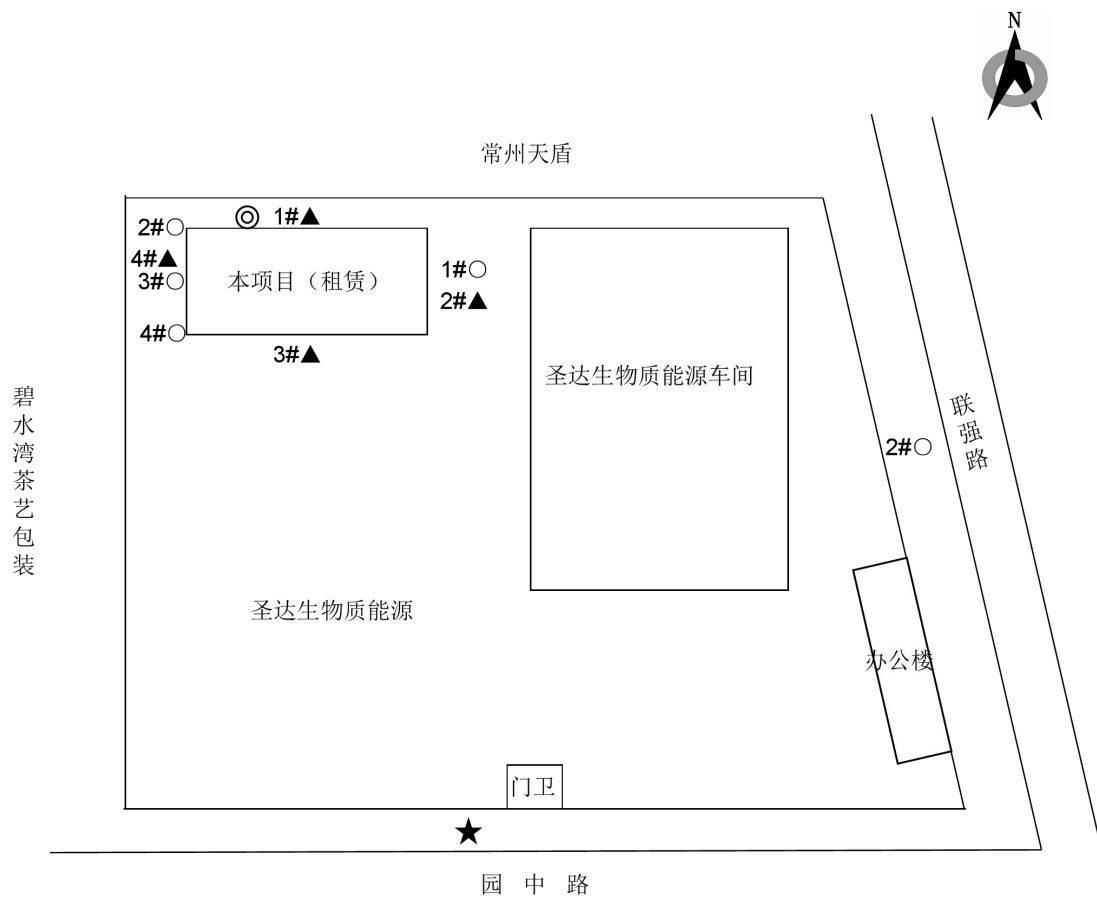 N
常州天盾
◎ 1#▲
2#○
4#▲
3#○
4#○
本项目（租赁）
1#○
2#▲
3#▲
圣达生物质能源车间
碧水湾茶艺包装
联强路
2#○
圣达生物质能源
办公楼
门卫
★
园中路